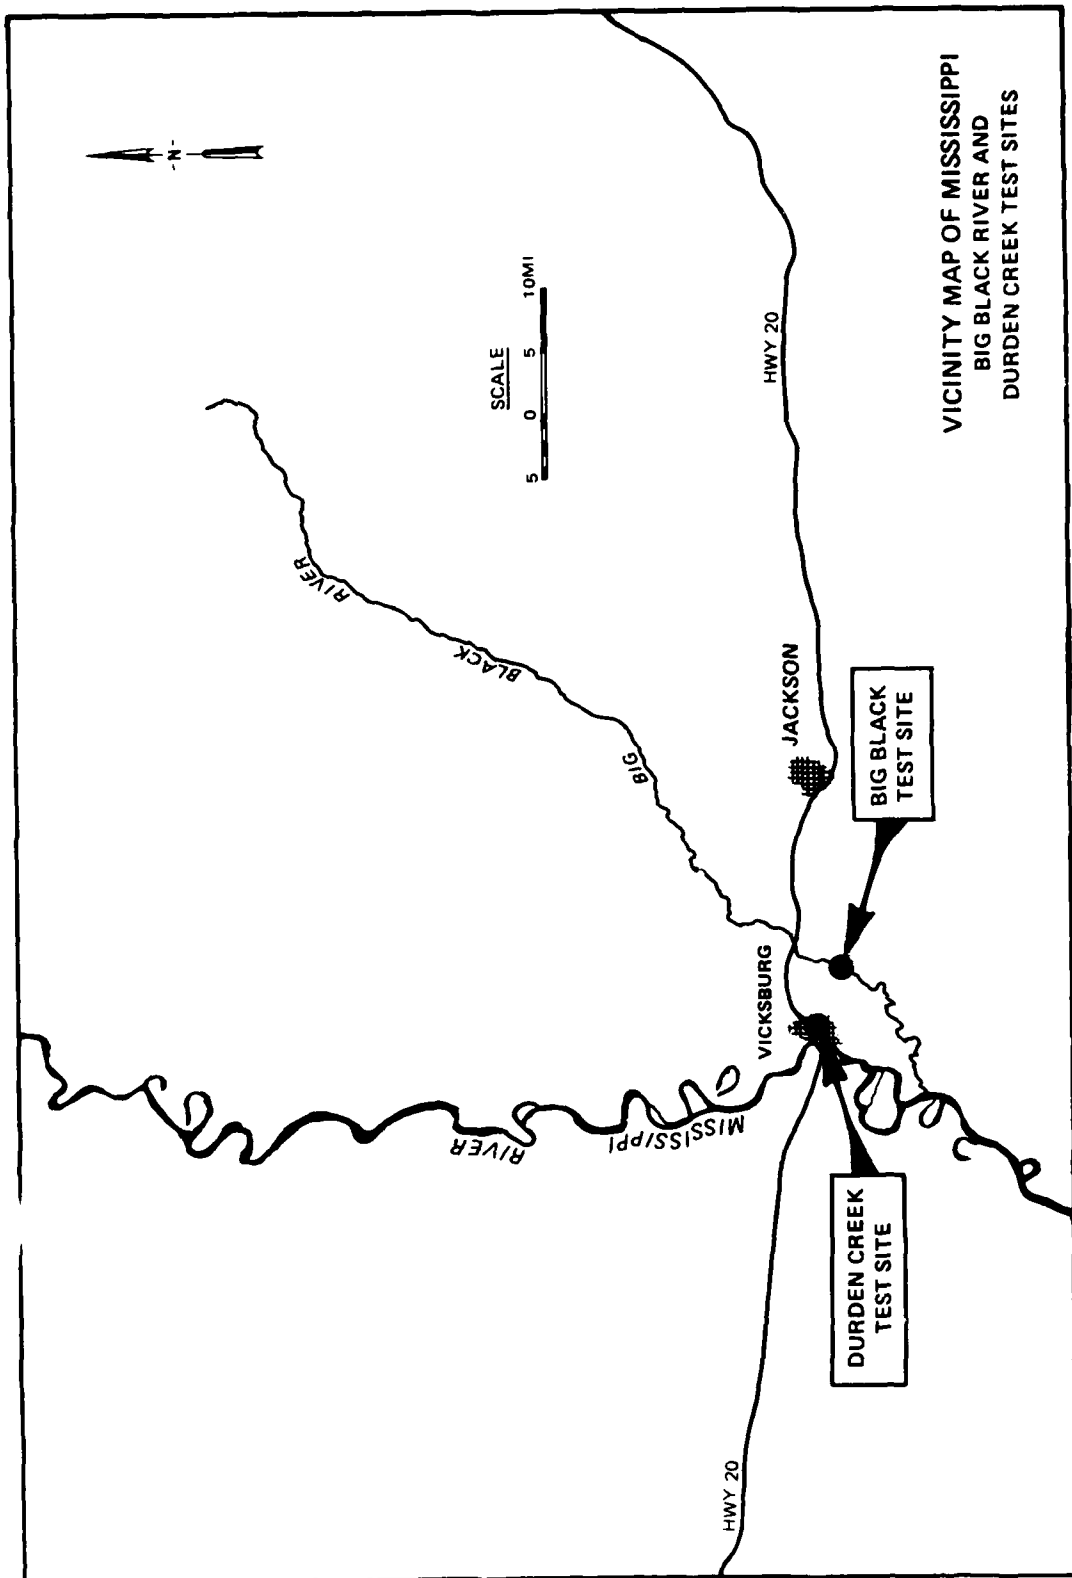 -N-
SCALE
5 0 5 10MI
RIVER
BLACK
BIG
MISSISSIPPI
RIVER
HWY 20
JACKSON
VICKSBURG
BIG BLACK
TEST SITE
HWY 20
DURDEN CREEK
TEST SITE
VICINITY MAP OF MISSISSIPPI
BIG BLACK RIVER AND
DURDEN CREEK TEST SITES